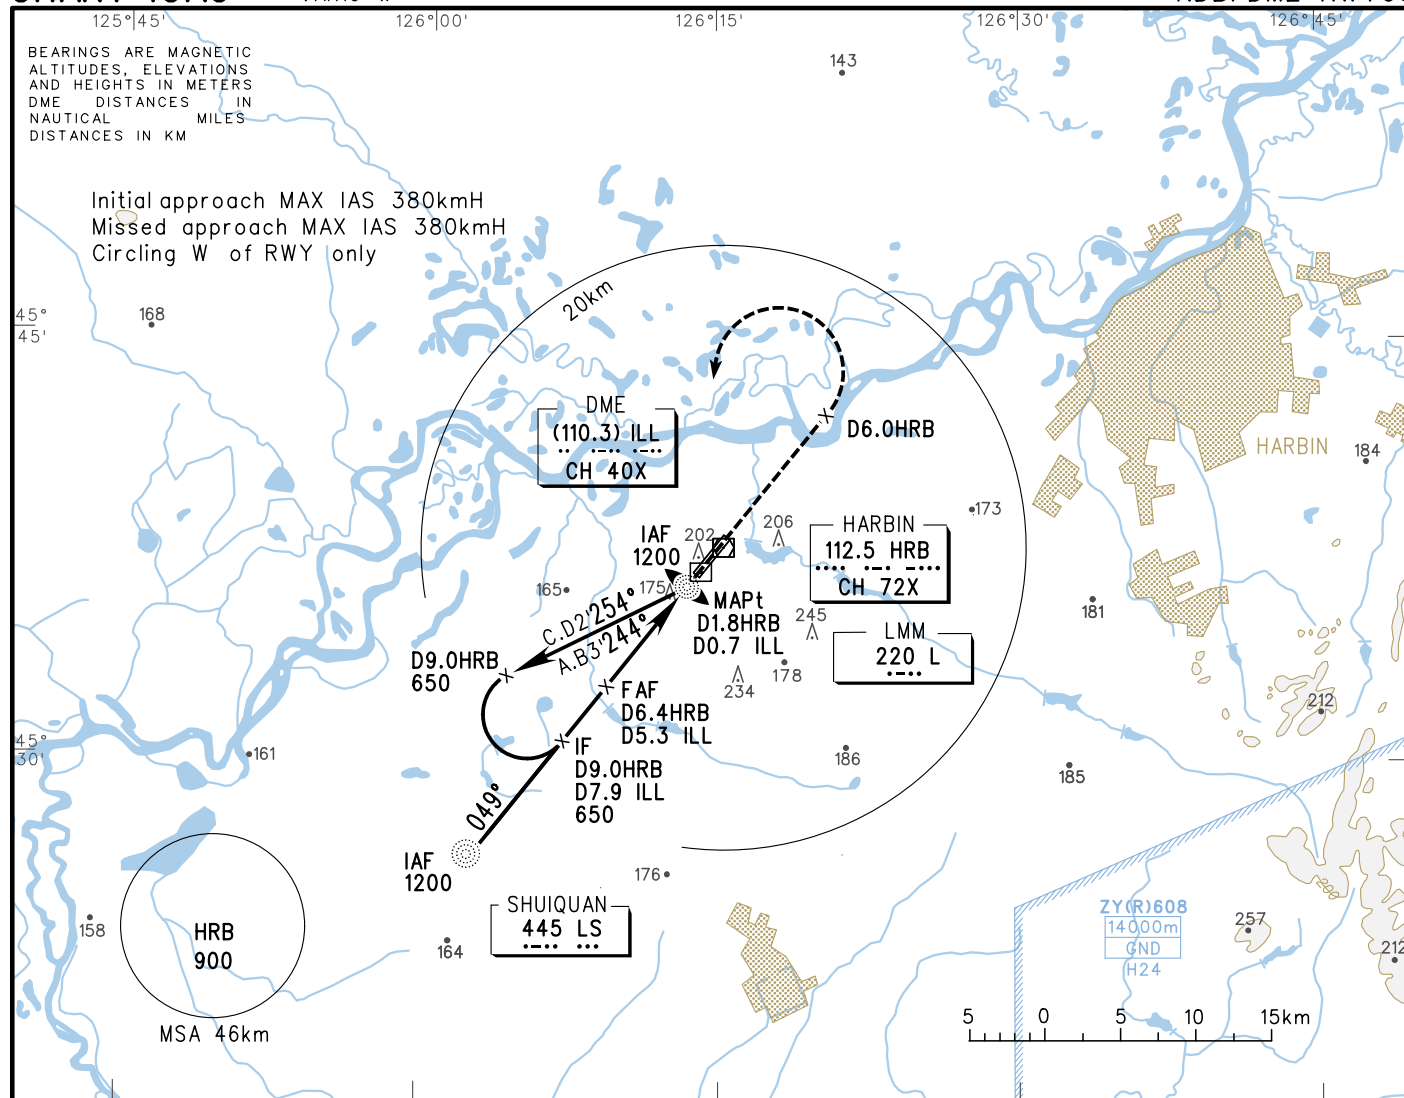 125°45'
126°00'
126°15'
126°30'
126°45'
BEARINGS ARE MAGNETIC
ALTITUDES, ELEVATIONS
AND HEIGHTS IN METERS
DME DISTANCES IN
NAUTICAL MILES
DISTANCES IN KM
143
Initial approach MAX IAS 380kmH
Missed approach MAX IAS 380kmH
Circling W of RWY only
20km
45°
45'
168
DME
(110.3) ILL
CH 40X
D6.0HRB
HARBIN
184
173
IAF
1200
202
206
HARBIN
112.5 HRB
CH 72X
165
175
MAPt
D1.8HRB
D0.7 ILL
245
181
LMM
220 L
C.D2'254°
A.B3'244°
D9.0HRB
650
178
234
FAF
D6.4HRB
D5.3 ILL
212
45°
30'
161
IF
D9.0HRB
D7.9 ILL
650
186
185
049°
IAF
1200
176
200
SHUIQUAN
445 LS
158
HRB
900
164
ZY(R)608
14000m
GND
H24
257
212
MSA 46km
5 0 5 10 15km